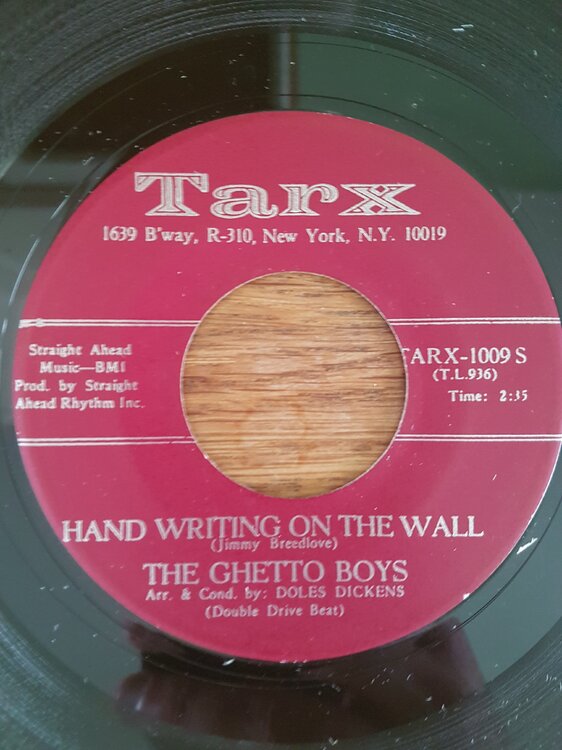 Tarx
1639 B'way, R-310, New York, N.Y. 10019
Straight Ahead
Music—BMI
Prod. by Straight
Ahead Rhythm Inc.
TARX-1009 S
(T.L.936)
Time: 2:35
HAND WRITING ON THE WALL
(Jimmy Breedlove)
THE GHETTO BOYS
Arr. & Cond. by: DOLES DICKENS
(Double Drive Beat)